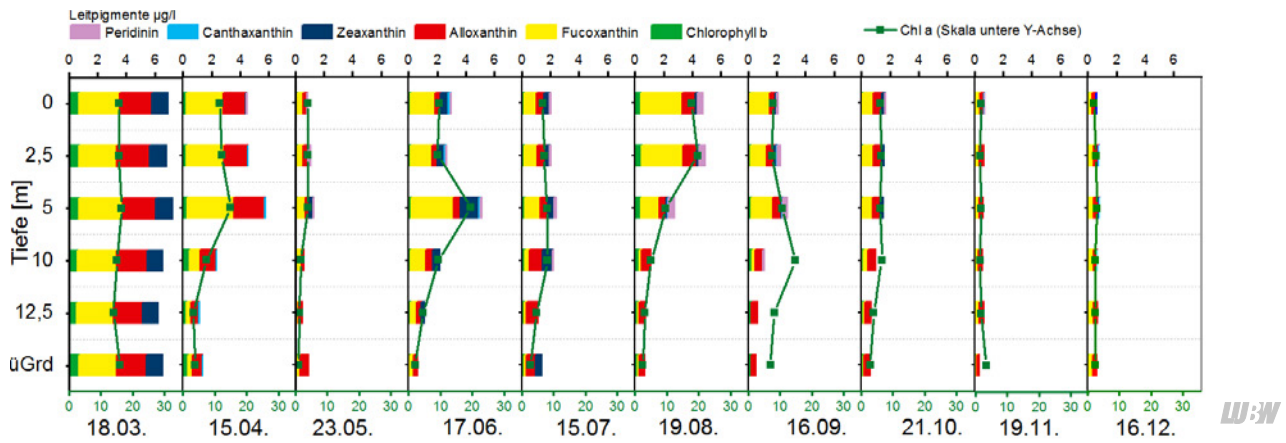 Leitpigmente µg/l
Peridinin Canthaxanthin Zeaxanthin Alloxanthin Fucoxanthin Chlorophyll b Chl a (Skala untere Y-Achse)
0 2 4 6 0 2 4 6 0 2 4 6 0 2 4 6 0 2 4 6 0 2 4 6 0 2 4 6 0 2 4 6 0 2 4 6 0 2 4 6
Tiefe [m]
0
2,5
5
10
12,5
üGrd
0 10 20 30 0 10 20 30 0 10 20 30 0 10 20 30 0 10 20 30 0 10 20 30 0 10 20 30 0 10 20 30 0 10 20 30 0 10 20 30
18.03. 15.04. 23.05. 17.06. 15.07. 19.08. 16.09. 21.10. 19.11. 16.12.